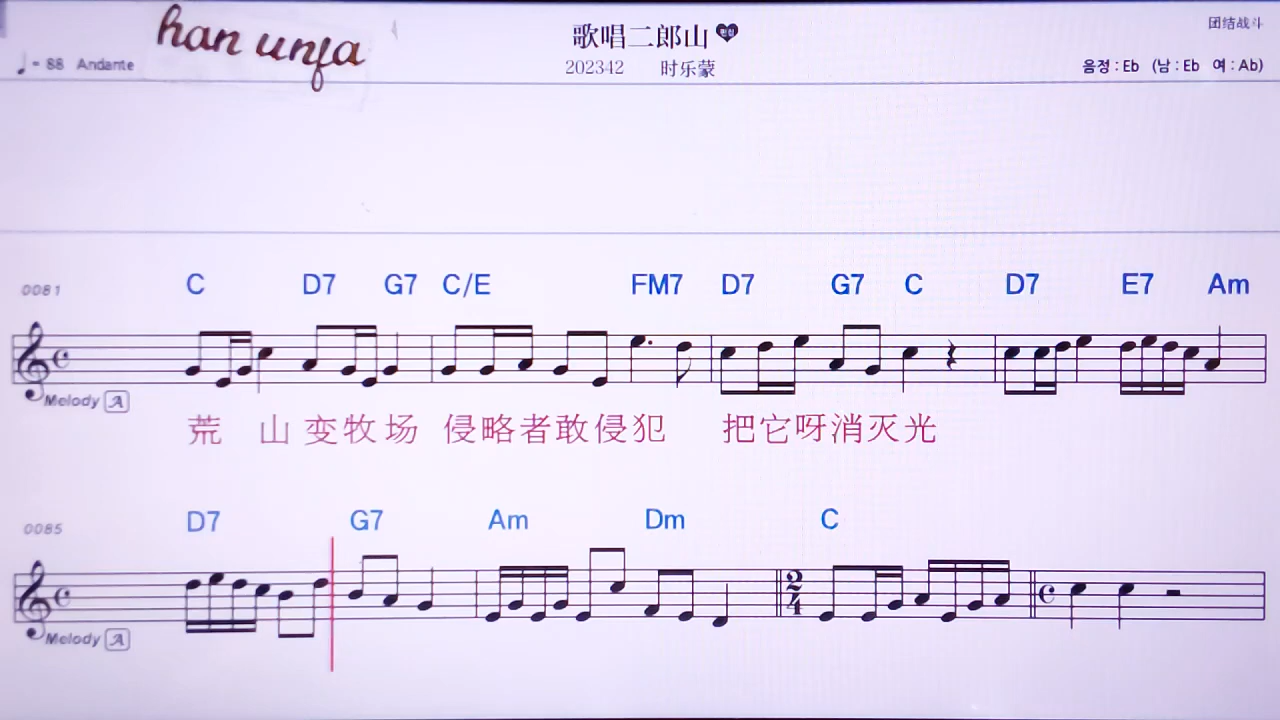 han unfa
歌唱二郎山
团结战斗
♩= 88 Andante
202342 时乐蒙
음정 : Eb (남 : Eb 여 : Ab)
0081 C D7 G7 C/E FM7 D7 G7 C D7 E7 Am
Melody A
荒 山 变牧场 侵略者敢侵犯 把它呀消灭光
0085 D7 G7 Am Dm C
2
4
Melody A